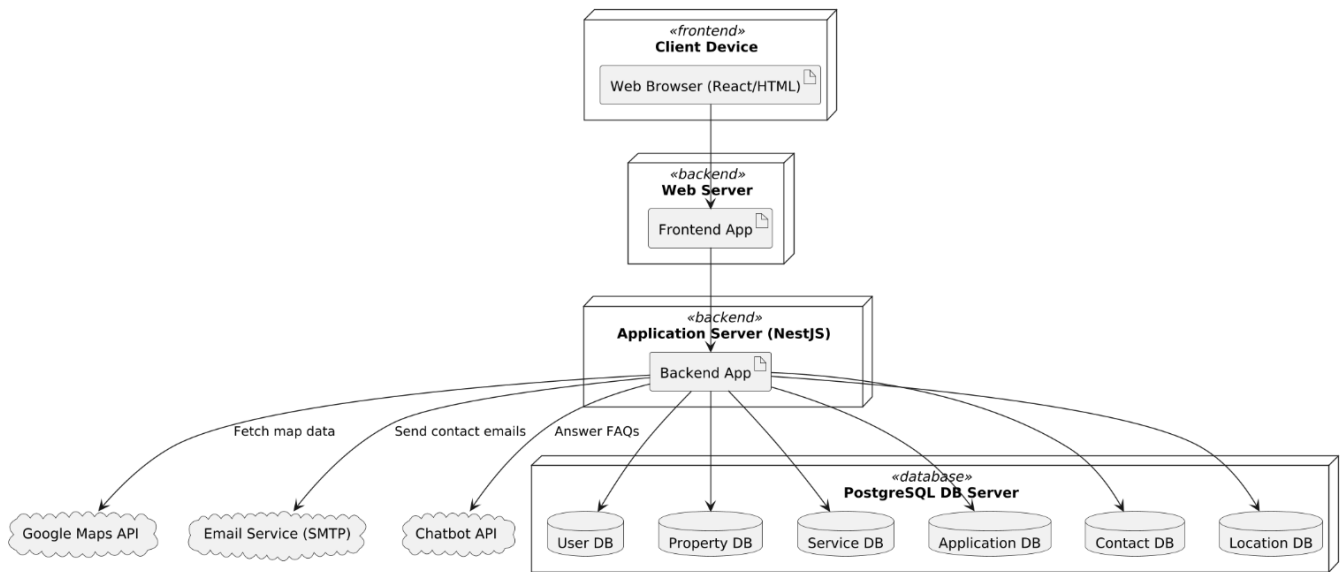 «frontend»
Client Device
Web Browser (React/HTML)
«backend»
Web Server
Frontend App
«backend»
Application Server (NestJS)
Backend App
Fetch map data
Send contact emails
Answer FAQs
«database»
PostgreSQL DB Server
Google Maps API
Email Service (SMTP)
Chatbot API
User DB
Property DB
Service DB
Application DB
Contact DB
Location DB